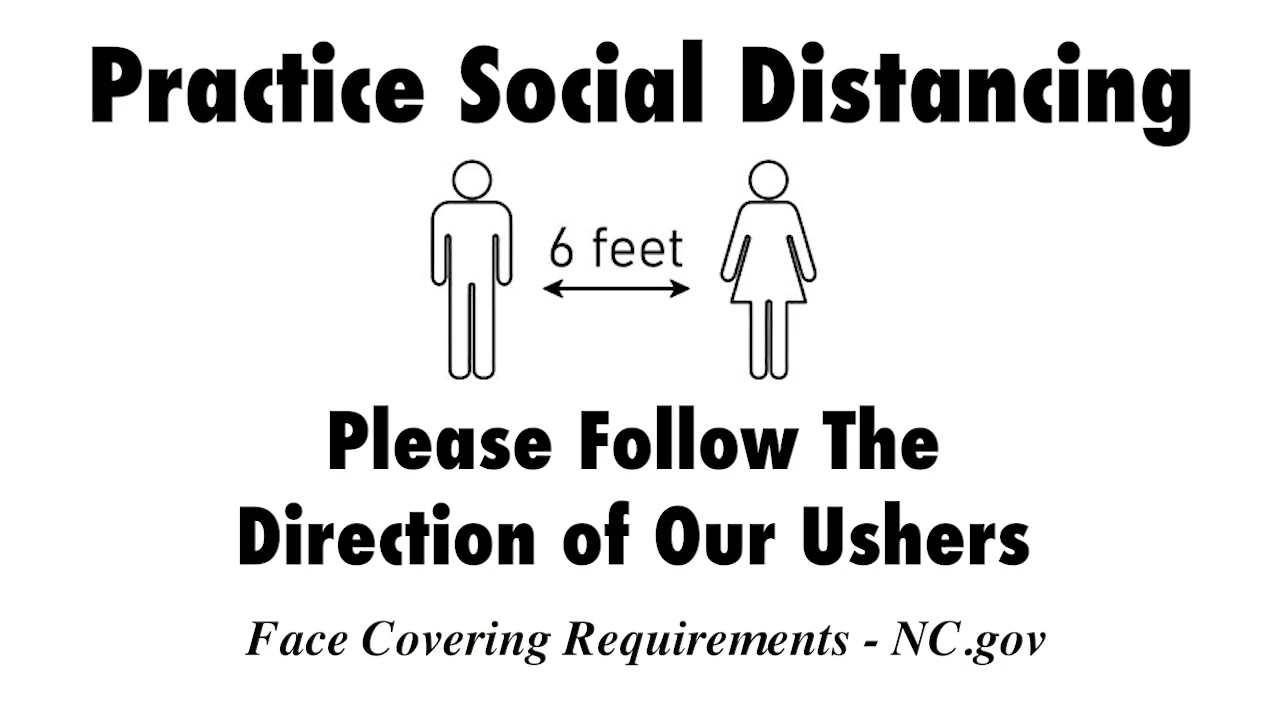 Practice Social Distancing
6 feet
Please Follow The
Direction of Our Ushers
Face Covering Requirements - NC.gov